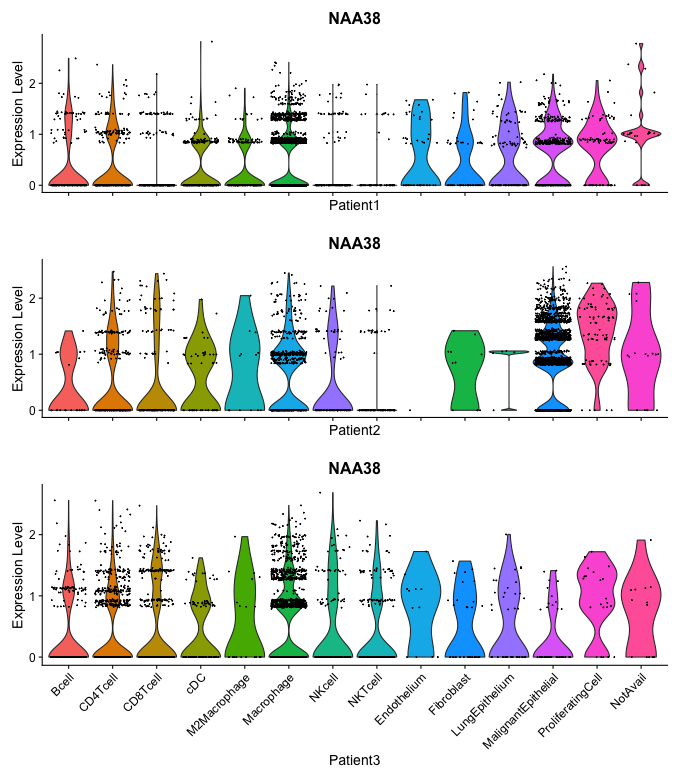 NAA38
Expression Level
2
1
0
Patient1
NAA38
Expression Level
2
1
0
Patient2
NAA38
Expression Level
2
1
0
Bcell
CD4Tcell
CD8Tcell
cDC
M2Macrophage
Macrophage
NKcell
NKTcell
Endothelium
Fibroblast
LungEpithelium
MalignantEpithelial
ProliferatingCell
NotAvail
Patient3